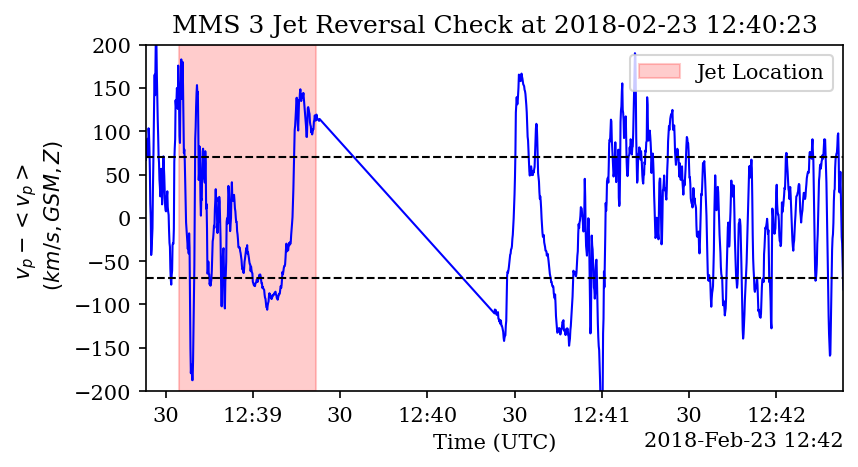 MMS 3 Jet Reversal Check at 2018-02-23 12:40:23
200
150
100
50
0
−50
−100
−150
−200
v_p − < v_p >
(km/s, GSM, Z)
Jet Location
30 12:39 30 12:40 30 12:41 30 12:42
Time (UTC)
2018-Feb-23 12:42